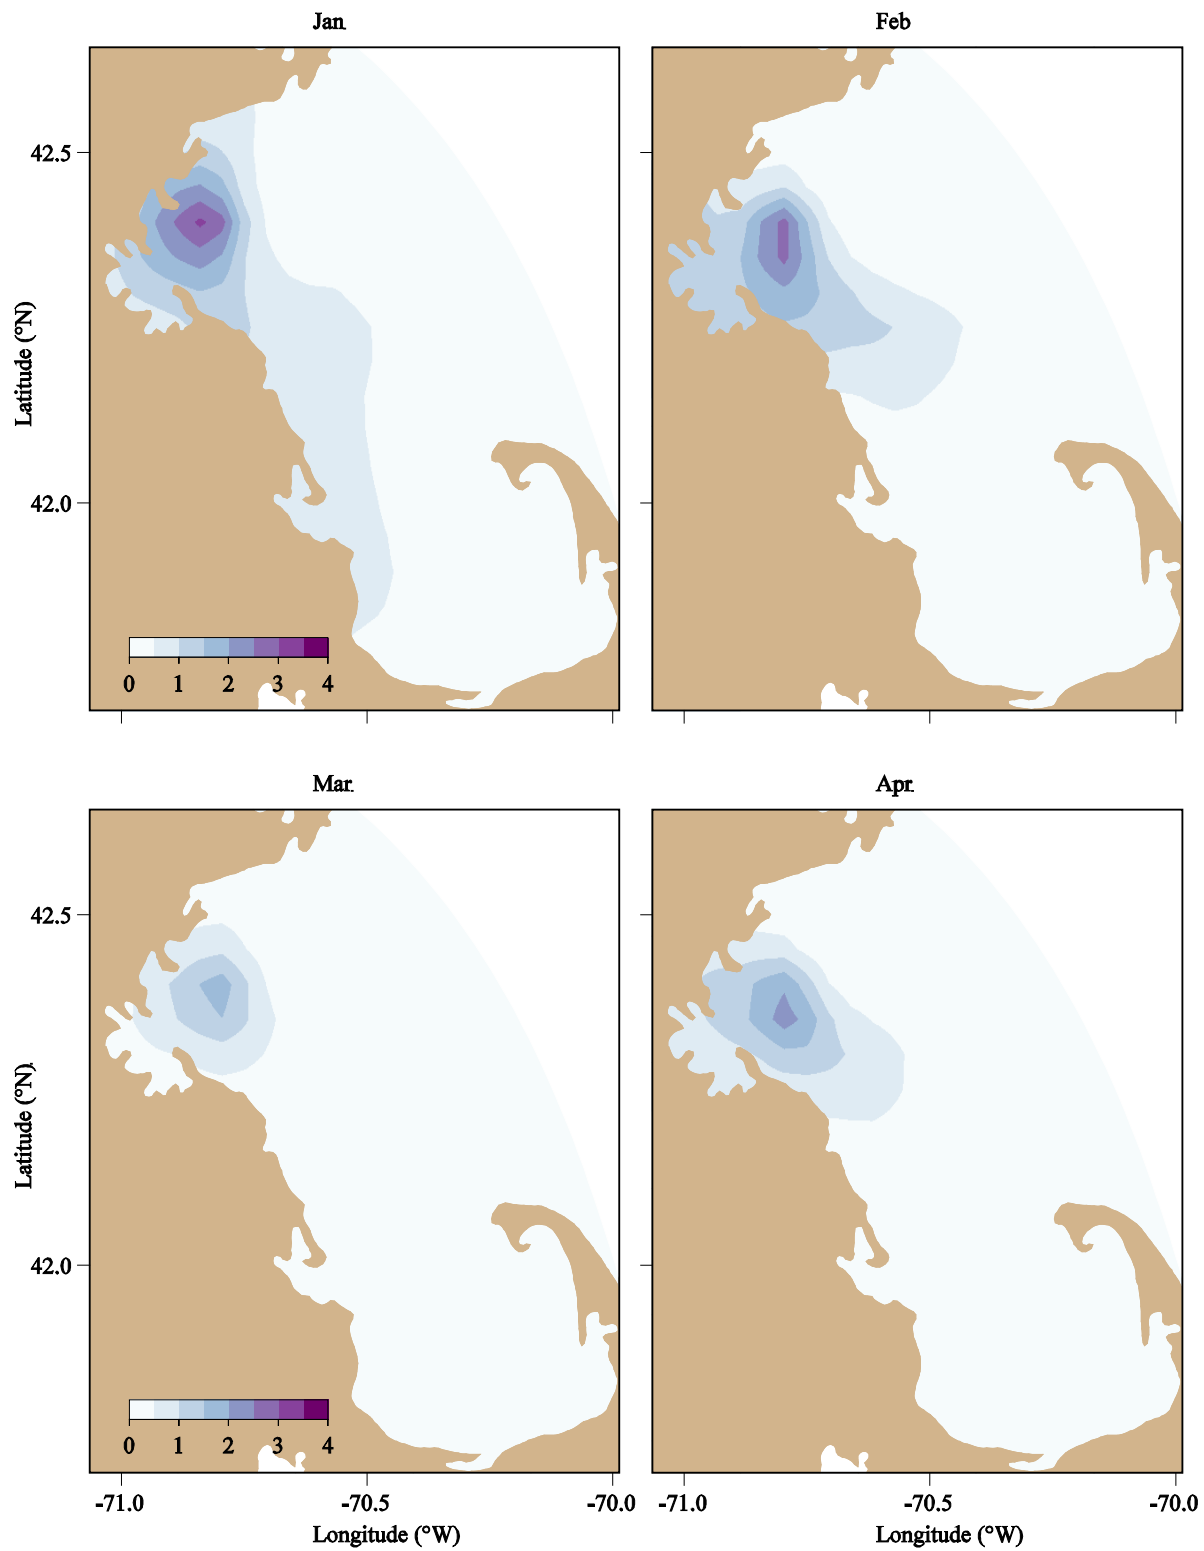 Jan
Feb
42.5
42.0
Latitude (°N)
0 1 2 3 4
Mar
Apr
42.5
42.0
Latitude (°N)
0 1 2 3 4
-71.0 -70.5 -70.0 -71.0 -70.5 -70.0
Longitude (°W) Longitude (°W)